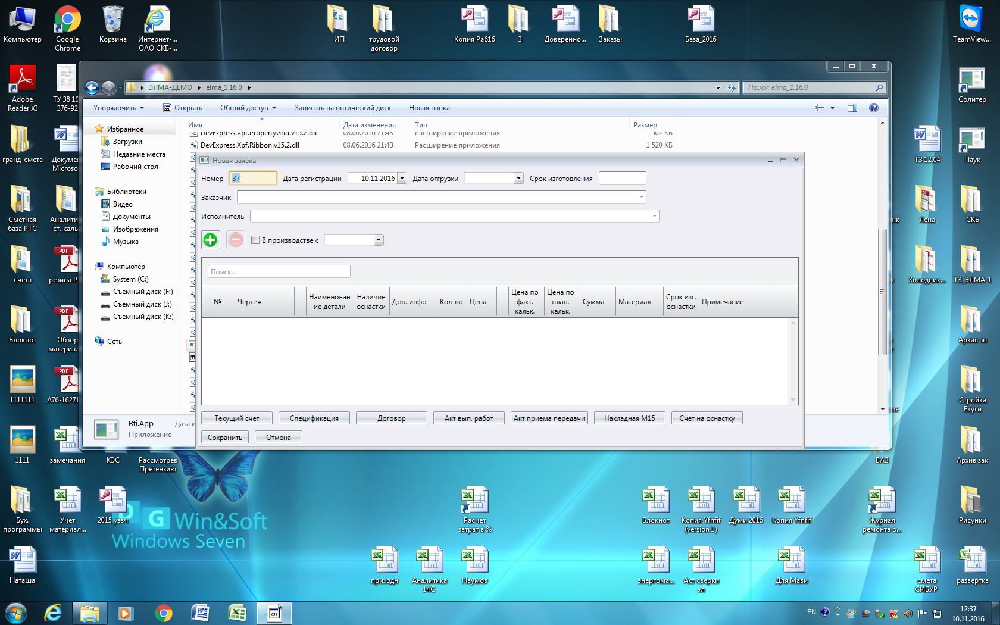 Компьютер
Google
Chrome
Корзина
Интернет-...
ОАО СКБ-...
ИП
трудовой
договор
Копия Раб16
3
Доверенно...
Заказы
База_2016
TeamView...
Adobe
Reader XI
ТУ 38 10
376-92
Солитер
гранд-смета
Докумен
Microso
ТЗ 12.04
Паук
Сметная
база РТС
Аналити
ст. каль
Лена
СКБ
нк
счета
резина Р
Холодник...
ТЗ_ЭЛМА-1
Блокнот
Обзор
материал
Архив зп
1111111
А76-16271
Стройка
Екуги
1111
замечания
КЭС
Рассмотрев
Претензию
ВАЗ
Архив зак
Бух.
программы
Учет
материал...
2015 уэзч
Расчет
затрат в %
Блокнот
Копия Yfnfif
(version 1)
Думи 2016
Копия Yfnfif
Журнал
ремонта о...
Рисунки
Наташа
приходн
Аналитика
14С
Наумов
энергома...
Акт сверки
эл
Для Мави
смета
СИБУР
развертка
DG Win&Soft
Windows Seven
ЭЛМА-ДЕМО
elma_1.16.0
Поиск: elma_1.16.0
Упорядочить
Открыть
Общий доступ
Записать на оптический диск
Новая папка
Избранное
Загрузки
Недавние места
Рабочий стол
Библиотеки
Видео
Документы
Изображения
Музыка
Компьютер
System (C:)
Съемный диск (F:)
Съемный диск (J:)
Съемный диск (K:)
Сеть
Имя
Дата изменения
Тип
Размер
DevExpress.Xpf.PropertyGrid.v15.2.dll
08.06.2016 21:43
Расширение приложения
502 КБ
DevExpress.Xpf.Ribbon.v15.2.dll
08.06.2016 21:43
Расширение приложения
1 520 КБ
Rti.App
Дата и
Приложение
Новая заявка
Номер
37
Дата регистрации
10.11.2016
Дата отгрузки
Срок изготовления
Заказчик
Исполнитель
В производстве с
Поиск...
№
Чертеж
Наименован
ие детали
Наличие
оснастки
Доп. инфо
Кол-во
Цена
Цена по
факт.
кальк.
Цена по
план.
кальк.
Сумма
Материал
Срок изг.
оснастки
Примечание
Текущий счет
Спецификация
Договор
Акт вып. работ
Акт приема передачи
Накладная М15
Счет на оснастку
Сохранить
Отмена
EN
12:37
10.11.2016